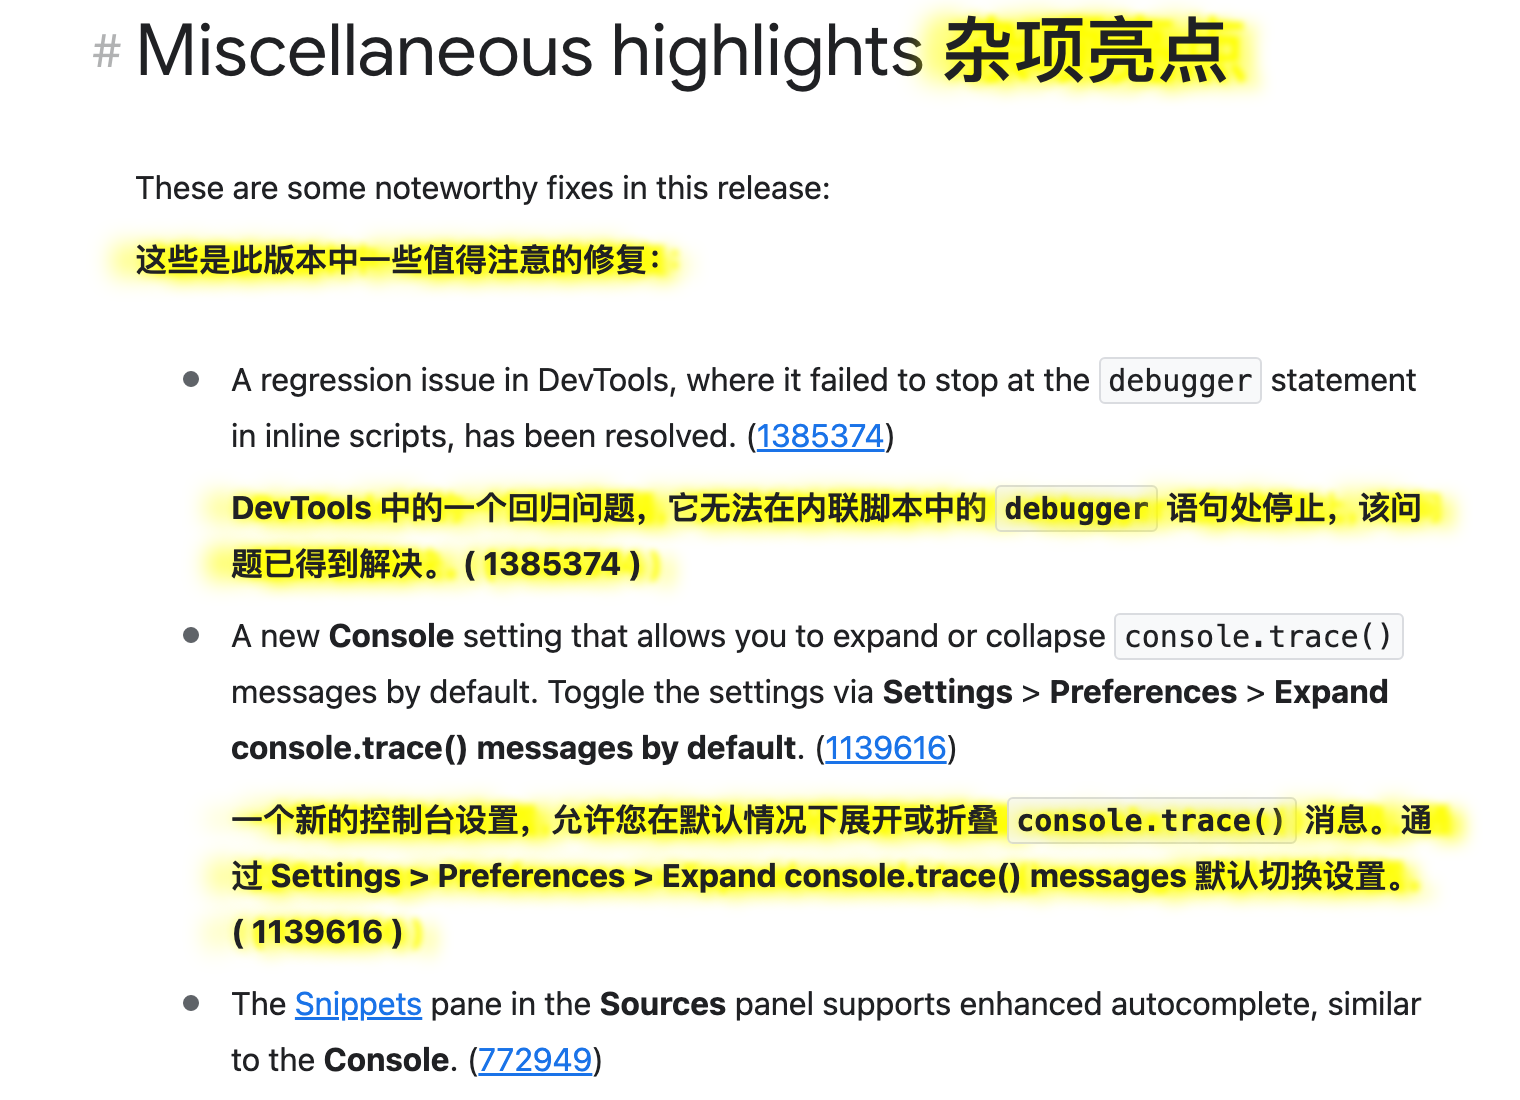 # Miscellaneous highlights 杂项亮点
These are some noteworthy fixes in this release:
这些是此版本中一些值得注意的修复：
A regression issue in DevTools, where it failed to stop at the debugger statement
in inline scripts, has been resolved. (1385374)
DevTools 中的一个回归问题，它无法在内联脚本中的 debugger 语句处停止，该问
题已得到解决。 ( 1385374 )
A new Console setting that allows you to expand or collapse console.trace()
messages by default. Toggle the settings via Settings > Preferences > Expand
console.trace() messages by default. (1139616)
一个新的控制台设置，允许您在默认情况下展开或折叠 console.trace() 消息。通
过 Settings > Preferences > Expand console.trace() messages 默认切换设置。
( 1139616 )
The Snippets pane in the Sources panel supports enhanced autocomplete, similar
to the Console. (772949)